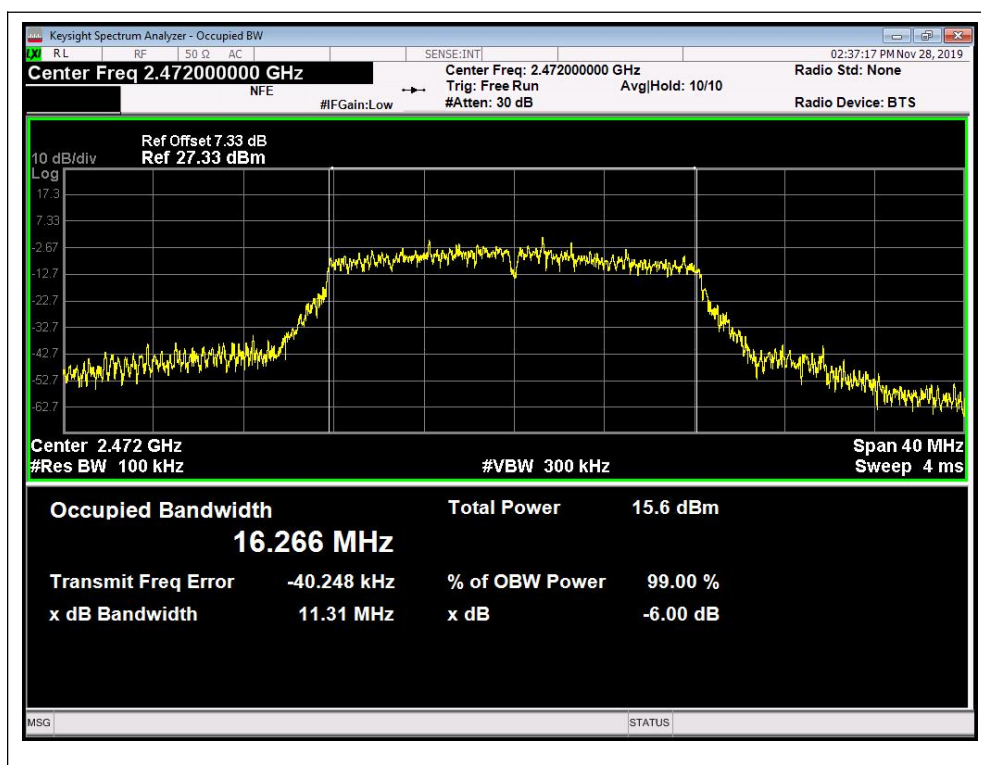 Keysight Spectrum Analyzer - Occupied BW
LXI RL RF 50 Ω AC SENSE:INT 02:37:17 PM Nov 28, 2019
Center Freq 2.472000000 GHz Center Freq: 2.472000000 GHz Radio Std: None
NFE Trig: Free Run Avg|Hold: 10/10
#IFGain:Low #Atten: 30 dB Radio Device: BTS
Ref Offset 7.33 dB
10 dB/div Ref 27.33 dBm
Log
17.3
7.33
-2.67
-12.7
-22.7
-32.7
-42.7
-52.7
-62.7
Center 2.472 GHz Span 40 MHz
#Res BW 100 kHz #VBW 300 kHz Sweep 4 ms
Occupied Bandwidth Total Power 15.6 dBm
16.266 MHz
Transmit Freq Error -40.248 kHz % of OBW Power 99.00 %
x dB Bandwidth 11.31 MHz x dB -6.00 dB
MSG STATUS